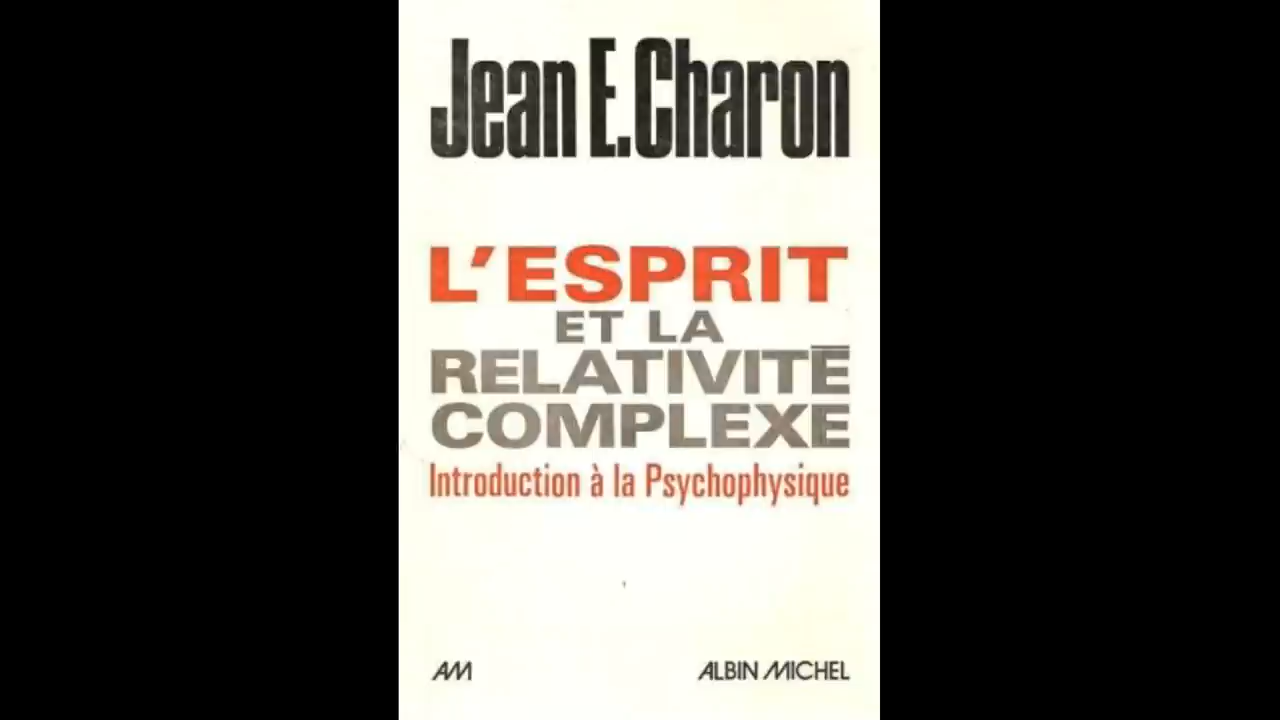 Jean E. Charon
L'ESPRIT
ET LA
RELATIVITÉ
COMPLEXE
Introduction à la Psychophysique
AM
ALBIN MICHEL